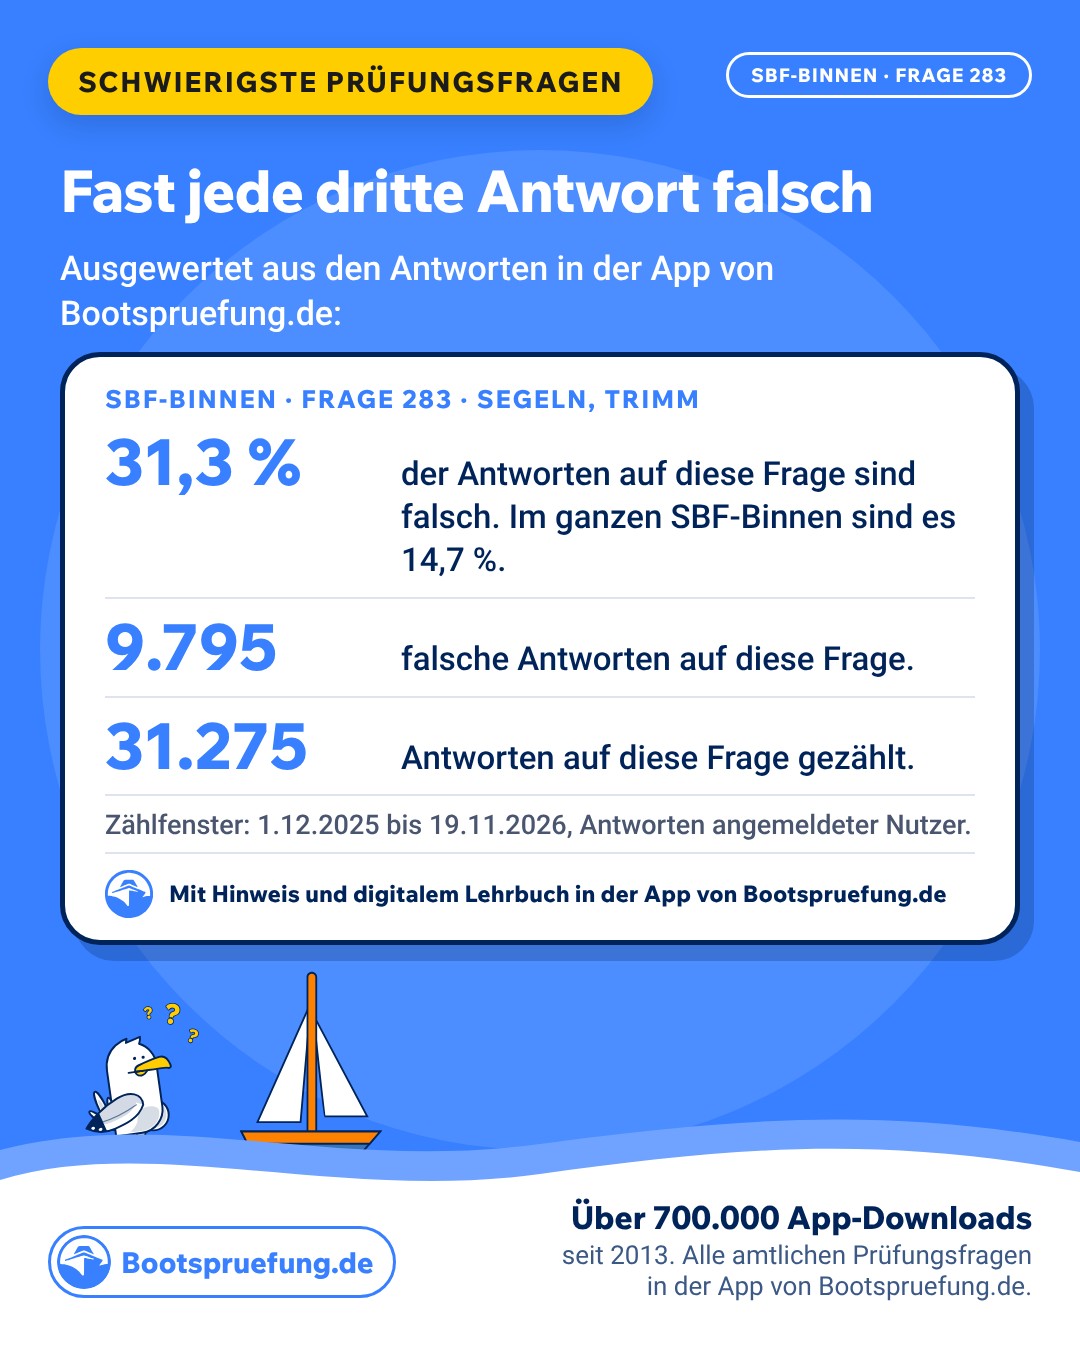 SCHWIERIGSTE PRÜFUNGSFRAGEN
SBF-BINNEN · FRAGE 283
Fast jede dritte Antwort falsch
Ausgewertet aus den Antworten in der App von
Bootspruefung.de:
SBF-BINNEN · FRAGE 283 · SEGELN, TRIMM
31,3 %
der Antworten auf diese Frage sind
falsch. Im ganzen SBF-Binnen sind es
14,7 %.
9.795
falsche Antworten auf diese Frage.
31.275
Antworten auf diese Frage gezählt.
Zählfenster: 1.12.2025 bis 19.11.2026, Antworten angemeldeter Nutzer.
Mit Hinweis und digitalem Lehrbuch in der App von Bootspruefung.de
? ? ?
Bootspruefung.de
Über 700.000 App-Downloads
seit 2013. Alle amtlichen Prüfungsfragen
in der App von Bootspruefung.de.